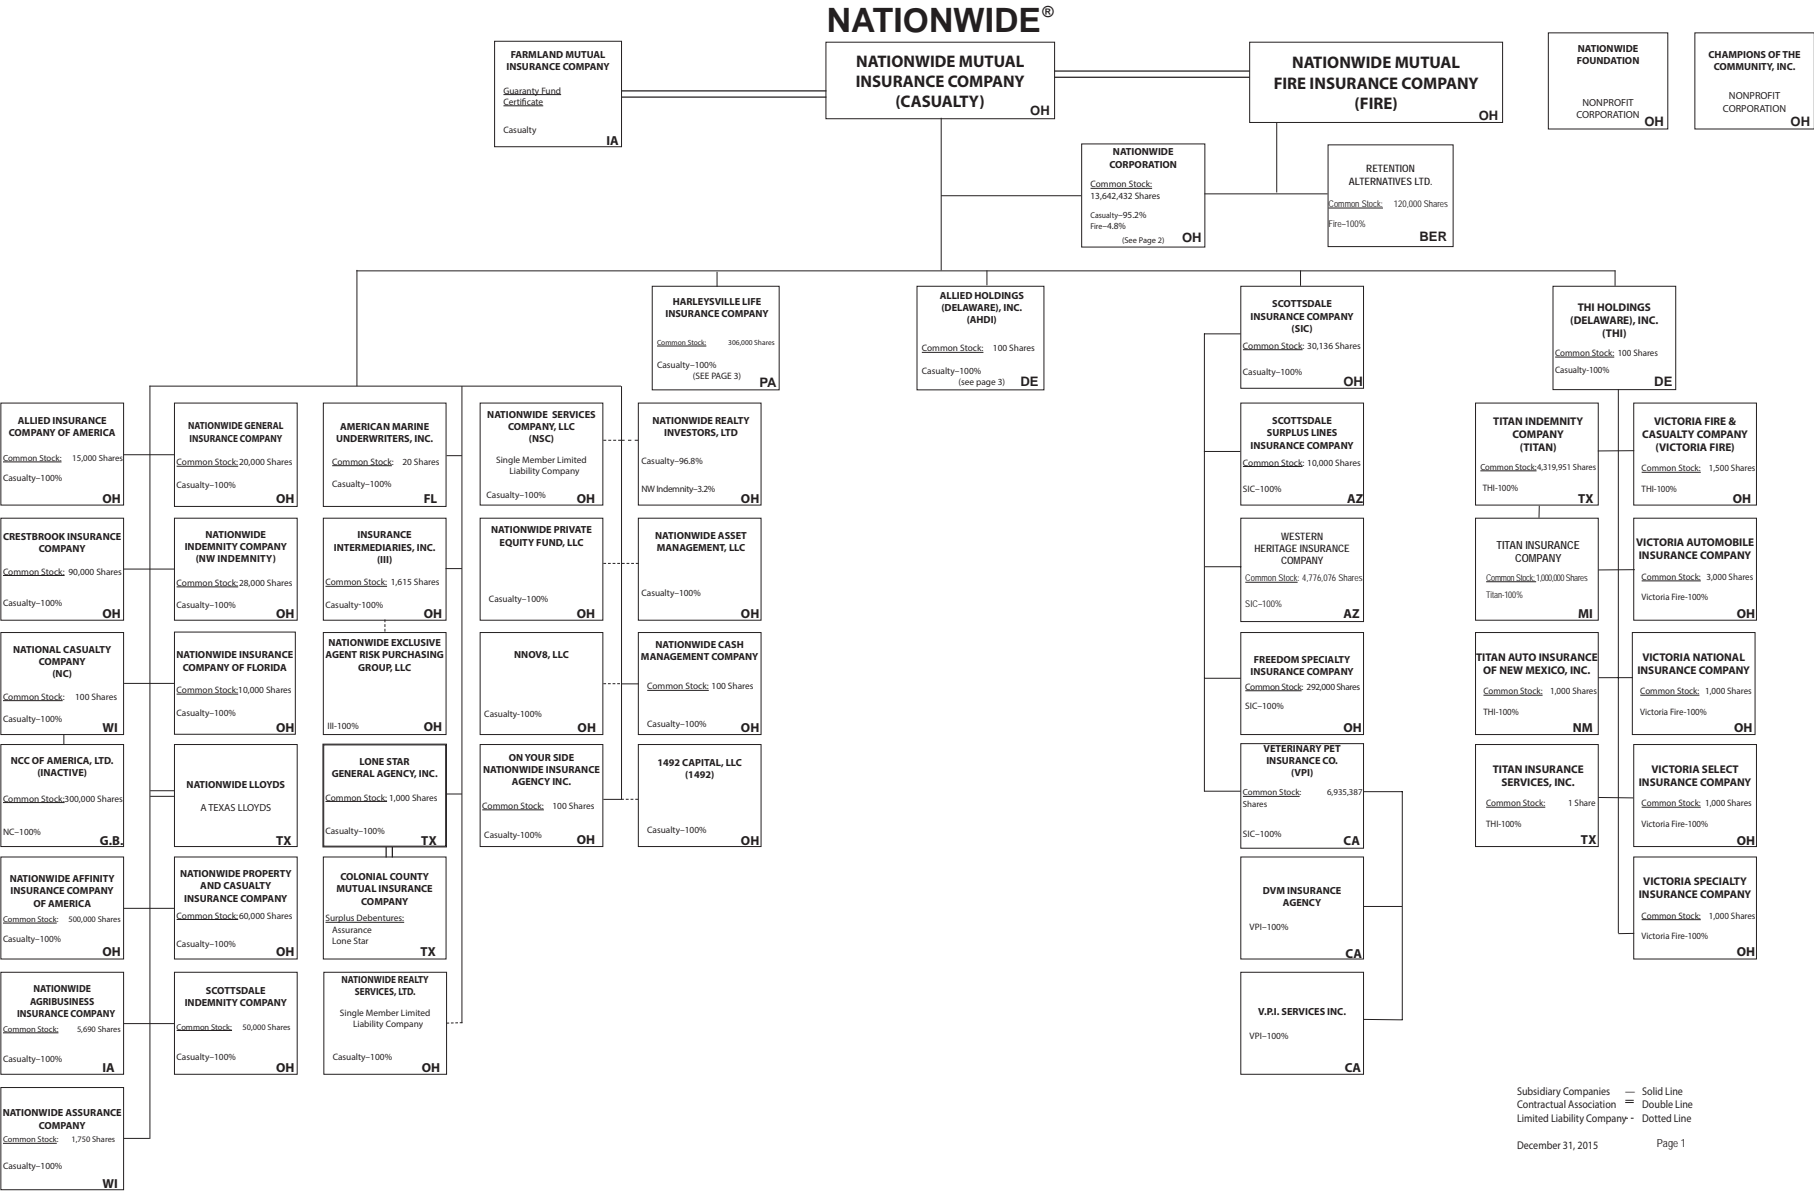 NATIONWIDE®
FARMLAND MUTUAL
INSURANCE COMPANY
Guaranty Fund
Certificate
Casualty
IA
NATIONWIDE MUTUAL
INSURANCE COMPANY
(CASUALTY)
OH
NATIONWIDE MUTUAL
FIRE INSURANCE COMPANY
(FIRE)
OH
NATIONWIDE
FOUNDATION
NONPROFIT
CORPORATION
OH
CHAMPIONS OF THE
COMMUNITY, INC.
NONPROFIT
CORPORATION
OH
NATIONWIDE
CORPORATION
Common Stock:
13,642,432 Shares
Casualty–95.2%
Fire–4.8%
(See Page 2)
OH
RETENTION
ALTERNATIVES LTD.
Common Stock: 120,000 Shares
Fire–100%
BER
HARLEYSVILLE LIFE
INSURANCE COMPANY
Common Stock: 306,000 Shares
Casualty–100%
(SEE PAGE 3)
PA
ALLIED HOLDINGS
(DELAWARE), INC.
(AHDI)
Common Stock: 100 Shares
Casualty–100%
(see page 3)
DE
SCOTTSDALE
INSURANCE COMPANY
(SIC)
Common Stock: 30,136 Shares
Casualty–100%
OH
THI HOLDINGS
(DELAWARE), INC.
(THI)
Common Stock: 100 Shares
Casualty-100%
DE
ALLIED INSURANCE
COMPANY OF AMERICA
Common Stock: 15,000 Shares
Casualty–100%
OH
NATIONWIDE GENERAL
INSURANCE COMPANY
Common Stock: 20,000 Shares
Casualty–100%
OH
AMERICAN MARINE
UNDERWRITERS, INC.
Common Stock: 20 Shares
Casualty–100%
FL
NATIONWIDE SERVICES
COMPANY, LLC
(NSC)
Single Member Limited
Liability Company
Casualty–100%
OH
NATIONWIDE REALTY
INVESTORS, LTD
Casualty–96.8%
NW Indemnity–3.2%
OH
SCOTTSDALE
SURPLUS LINES
INSURANCE COMPANY
Common Stock: 10,000 Shares
SIC–100%
AZ
TITAN INDEMNITY
COMPANY
(TITAN)
Common Stock: 4,319,951 Shares
THI-100%
TX
VICTORIA FIRE &
CASUALTY COMPANY
(VICTORIA FIRE)
Common Stock: 1,500 Shares
THI-100%
OH
CRESTBROOK INSURANCE
COMPANY
Common Stock: 90,000 Shares
Casualty–100%
OH
NATIONWIDE
INDEMNITY COMPANY
(NW INDEMNITY)
Common Stock: 28,000 Shares
Casualty–100%
OH
INSURANCE
INTERMEDIARIES, INC.
(III)
Common Stock: 1,615 Shares
Casualty-100%
OH
NATIONWIDE PRIVATE
EQUITY FUND, LLC
Casualty–100%
OH
NATIONWIDE ASSET
MANAGEMENT, LLC
Casualty–100%
OH
WESTERN
HERITAGE INSURANCE
COMPANY
Common Stock: 4,776,076 Shares
SIC–100%
AZ
TITAN INSURANCE
COMPANY
Common Stock: 1,000,000 Shares
Titan-100%
MI
VICTORIA AUTOMOBILE
INSURANCE COMPANY
Common Stock: 3,000 Shares
Victoria Fire-100%
OH
NATIONAL CASUALTY
COMPANY
(NC)
Common Stock: 100 Shares
Casualty–100%
WI
NATIONWIDE INSURANCE
COMPANY OF FLORIDA
Common Stock: 10,000 Shares
Casualty–100%
OH
NATIONWIDE EXCLUSIVE
AGENT RISK PURCHASING
GROUP, LLC
III-100%
OH
NNOV8, LLC
Casualty-100%
OH
NATIONWIDE CASH
MANAGEMENT COMPANY
Common Stock: 100 Shares
Casualty–100%
OH
FREEDOM SPECIALTY
INSURANCE COMPANY
Common Stock: 292,000 Shares
SIC–100%
OH
TITAN AUTO INSURANCE
OF NEW MEXICO, INC.
Common Stock: 1,000 Shares
THI-100%
NM
VICTORIA NATIONAL
INSURANCE COMPANY
Common Stock: 1,000 Shares
Victoria Fire-100%
OH
NCC OF AMERICA, LTD.
(INACTIVE)
Common Stock: 300,000 Shares
NC–100%
G.B.
NATIONWIDE LLOYDS
A TEXAS LLOYDS
TX
LONE STAR
GENERAL AGENCY, INC.
Common Stock: 1,000 Shares
Casualty–100%
TX
ON YOUR SIDE
NATIONWIDE INSURANCE
AGENCY INC.
Common Stock: 100 Shares
Casualty-100%
OH
1492 CAPITAL, LLC
(1492)
Casualty–100%
OH
VETERINARY PET
INSURANCE CO.
(VPI)
Common Stock: 6,935,387
Shares
SIC–100%
CA
TITAN INSURANCE
SERVICES, INC.
Common Stock: 1 Share
THI-100%
TX
VICTORIA SELECT
INSURANCE COMPANY
Common Stock: 1,000 Shares
Victoria Fire-100%
OH
NATIONWIDE AFFINITY
INSURANCE COMPANY
OF AMERICA
Common Stock: 500,000 Shares
Casualty–100%
OH
NATIONWIDE PROPERTY
AND CASUALTY
INSURANCE COMPANY
Common Stock: 60,000 Shares
Casualty–100%
OH
COLONIAL COUNTY
MUTUAL INSURANCE
COMPANY
Surplus Debentures:
Assurance
Lone Star
TX
DVM INSURANCE
AGENCY
VPI–100%
CA
VICTORIA SPECIALTY
INSURANCE COMPANY
Common Stock: 1,000 Shares
Victoria Fire-100%
OH
NATIONWIDE
AGRIBUSINESS
INSURANCE COMPANY
Common Stock: 5,690 Shares
Casualty–100%
IA
SCOTTSDALE
INDEMNITY COMPANY
Common Stock: 50,000 Shares
Casualty–100%
OH
NATIONWIDE REALTY
SERVICES, LTD.
Single Member Limited
Liability Company
Casualty–100%
OH
V.P.I. SERVICES INC.
VPI–100%
CA
NATIONWIDE ASSURANCE
COMPANY
Common Stock: 1,750 Shares
Casualty–100%
WI
Subsidiary Companies — Solid Line
Contractual Association = Double Line
Limited Liability Company - - Dotted Line
December 31, 2015 Page 1